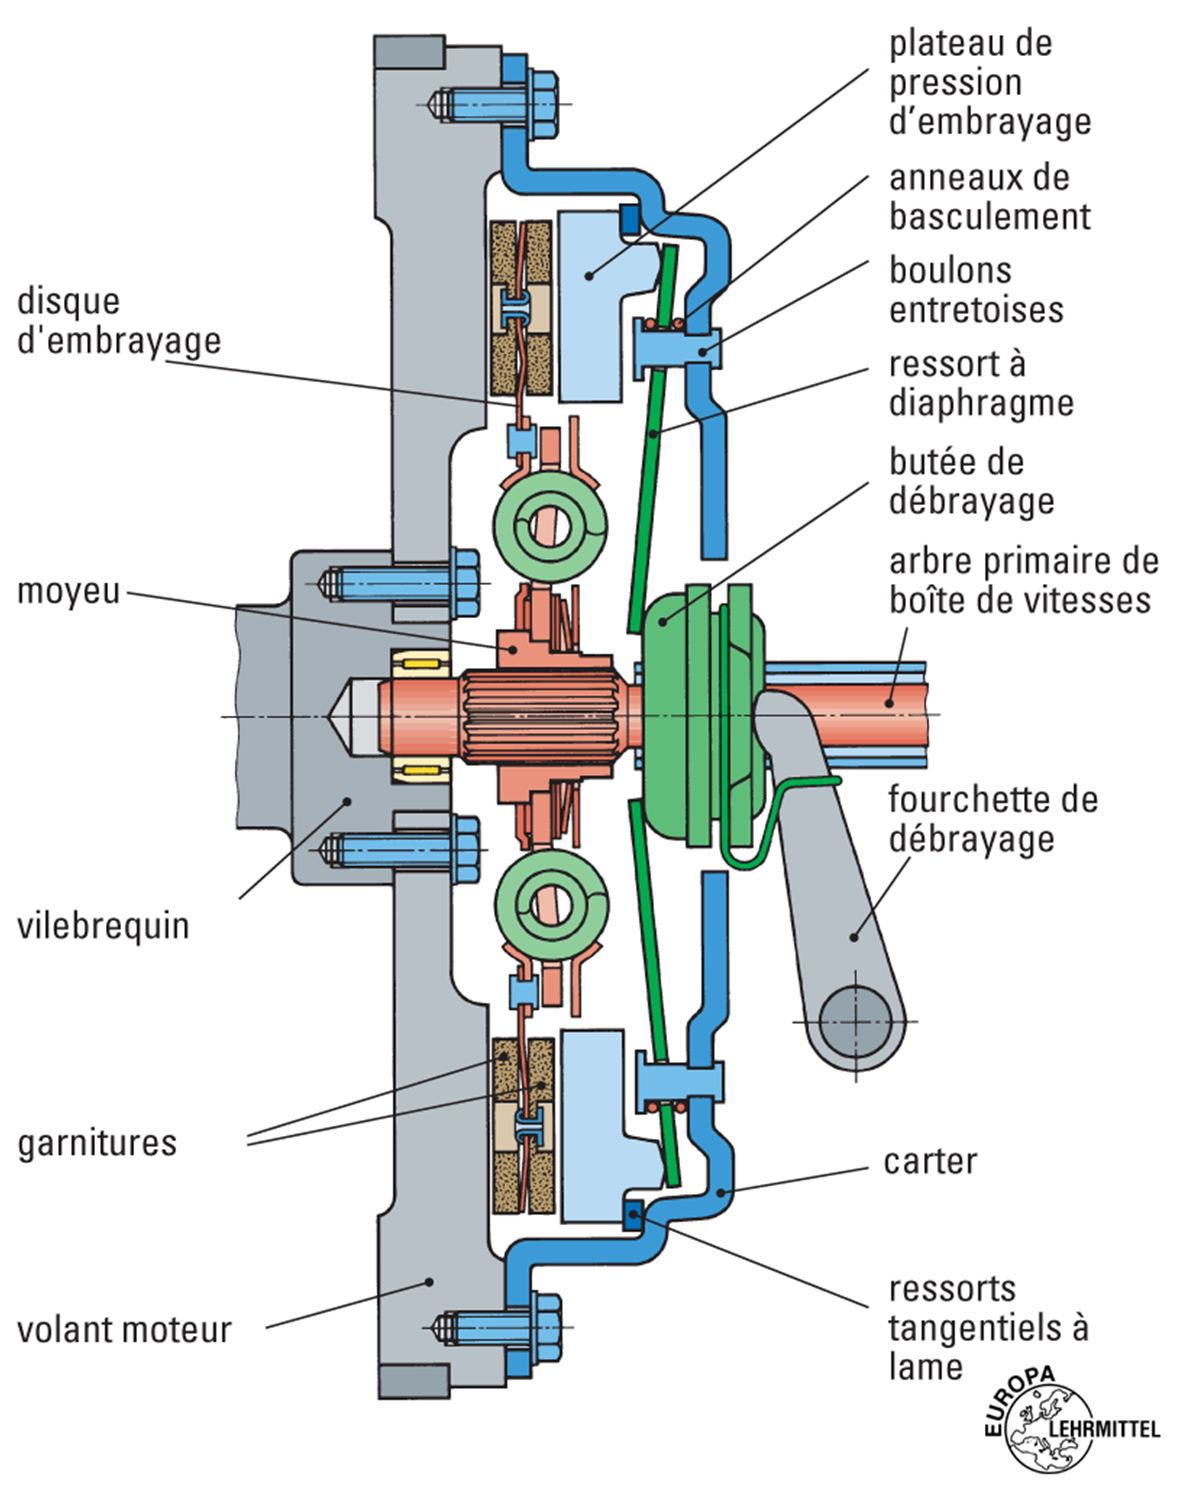 plateau de
pression
d’embrayage
anneaux de
basculement
boulons
entretoises
ressort à
diaphragme
butée de
débrayage
arbre primaire de
boîte de vitesses
fourchette de
débrayage
carter
ressorts
tangentiels à
lame
disque
d'embrayage
moyeu
vilebrequin
garnitures
volant moteur
EUROPA
LEHRMITTEL